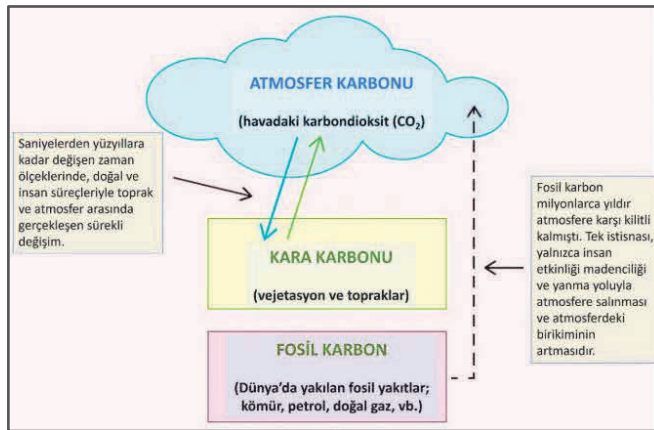 ATMOSFER KARBONU
(havadaki karbondioksit (CO₂)
Saniyelerden yüzyıllara
kadar değişen zaman
ölçeklerinde, doğal ve
insan süreçleriyle toprak
ve atmosfer arasında
gerçekleşen sürekli
değişim.
Fosil karbon
milyonlarca yıldır
atmosfere karşı kilitli
kalmıştı. Tek istisnası,
yalnızca insan
etkinliği madenciliği
ve yanma yoluyla
atmosfere salınması
ve atmosferdeki
birikiminin
artmasıdır.
KARA KARBONU
(vejetasyon ve topraklar)
FOSİL KARBON
(Dünya’da yakılan fosil yakıtlar;
kömür, petrol, doğal gaz, vb.)